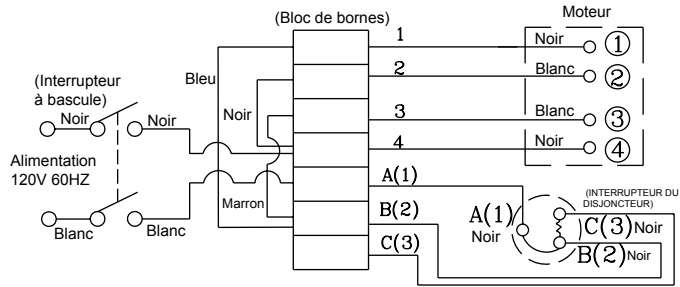 (Bloc de bornes)
Moteur
1
Noir
1
2
Blanc
2
3
Blanc
3
4
Noir
4
Bleu
Noir
Marron
(Interrupteur
à bascule)
Noir
Noir
Alimentation
120V 60HZ
Blanc
Blanc
A(1)
B(2)
C(3)
(INTERRUPTEUR DU
DISJONCTEUR)
A(1)
Noir
C(3) Noir
B(2) Noir